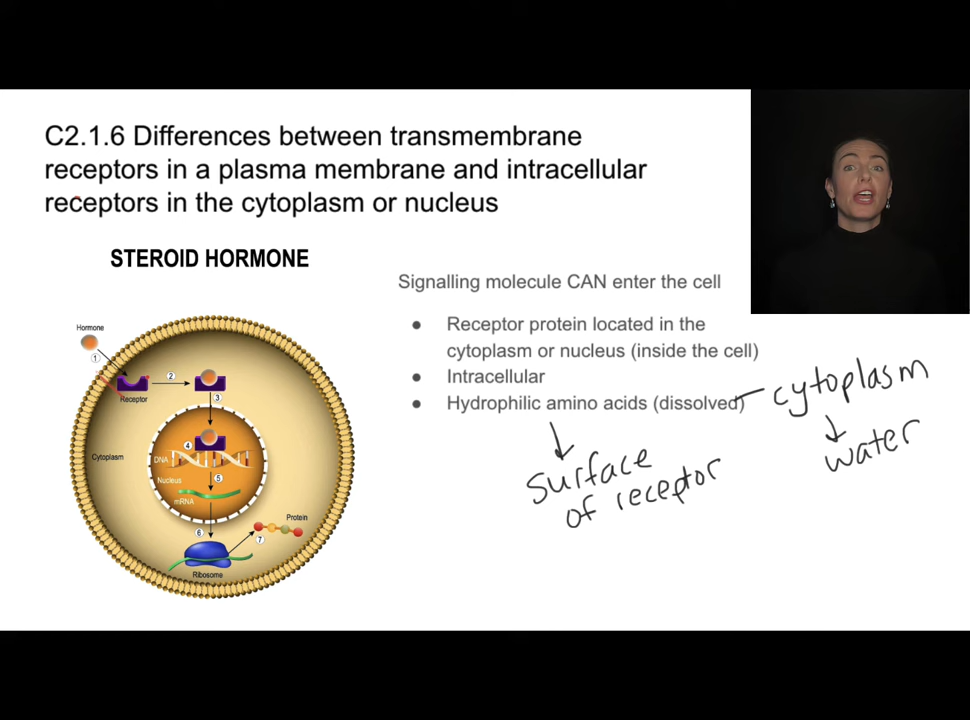 C2.1.6 Differences between transmembrane
receptors in a plasma membrane and intracellular
receptors in the cytoplasm or nucleus
STEROID HORMONE
Signalling molecule CAN enter the cell
● Receptor protein located in the
cytoplasm or nucleus (inside the cell)
● Intracellular
● Hydrophilic amino acids (dissolved)
cytoplasm
water
surface
of receptor
Hormone
1
2
Receptor
3
4
Cytoplasm
DNA
Nucleus
5
mRNA
Protein
6
7
Ribosome